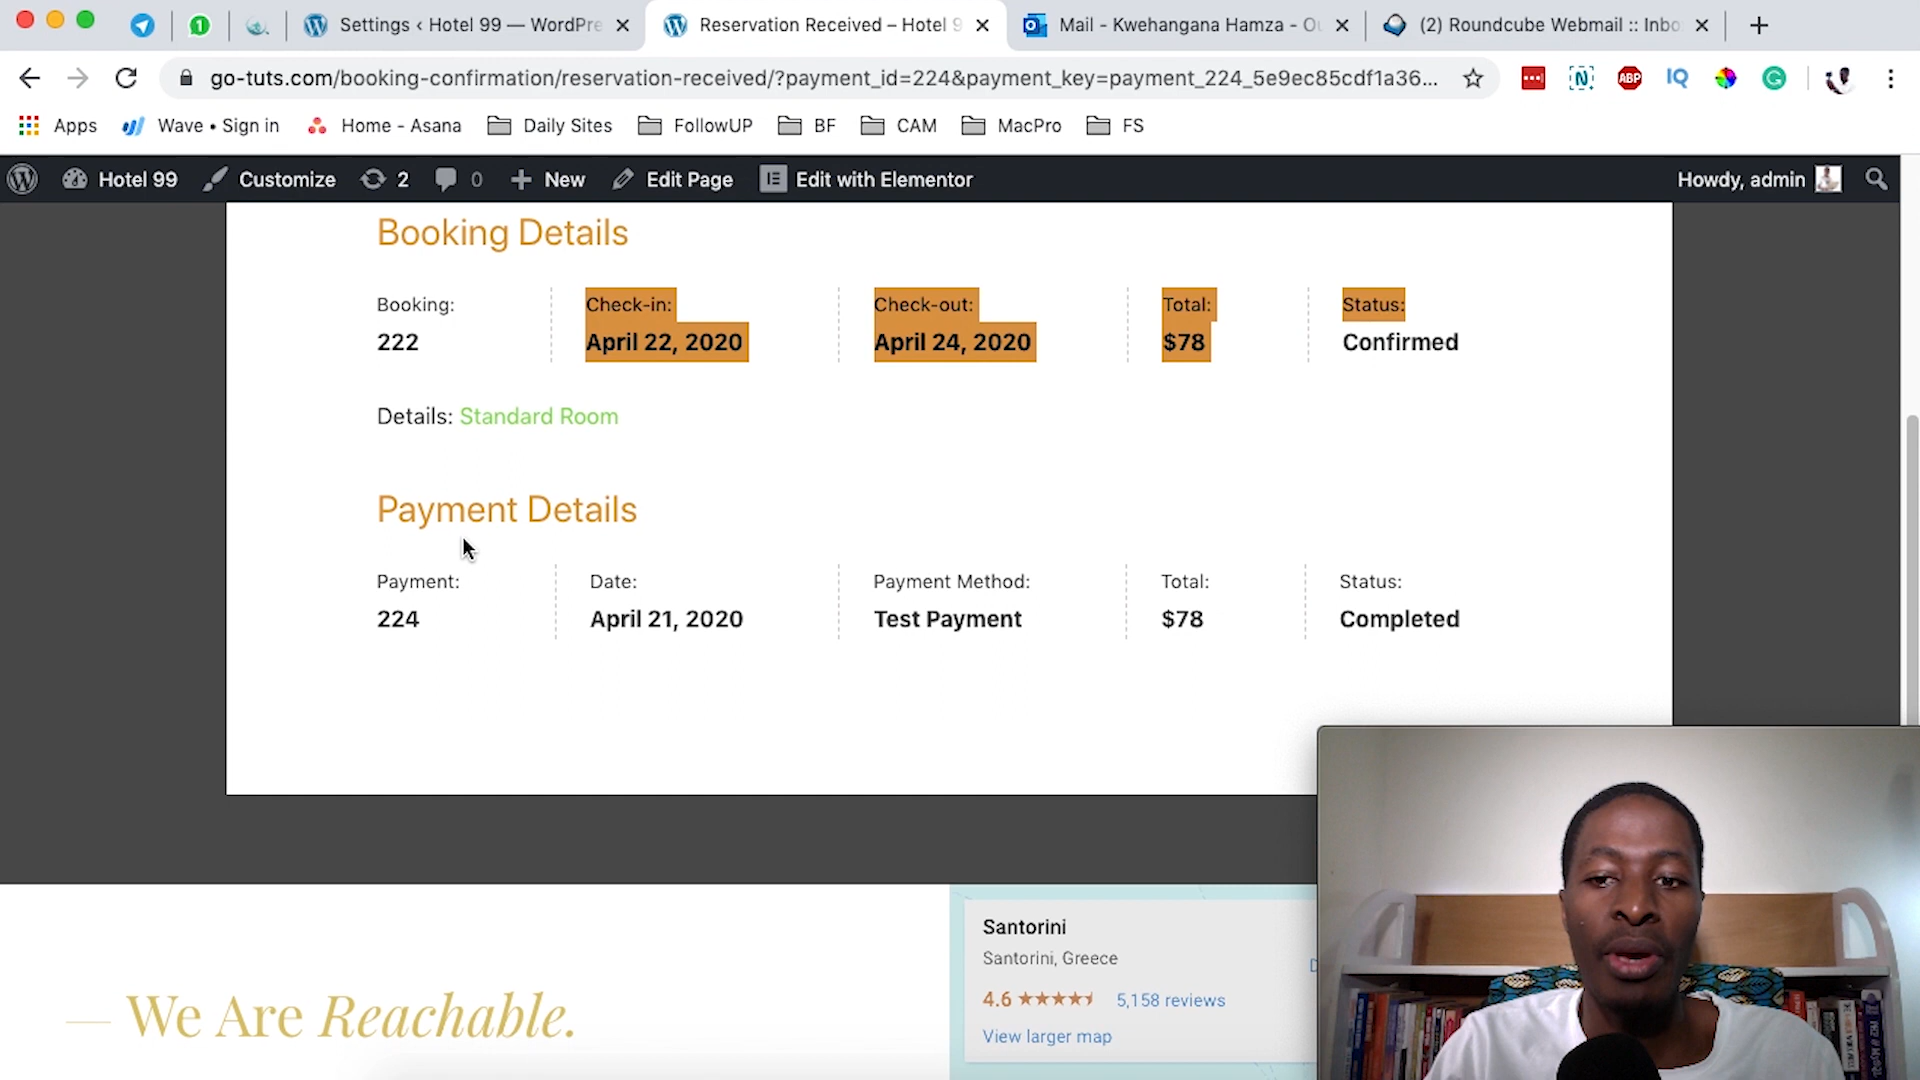 Settings ‹ Hotel 99 — WordPre
Reservation Received – Hotel 9
Mail - Kwehangana Hamza - Ou
(2) Roundcube Webmail :: Inbo
go-tuts.com/booking-confirmation/reservation-received/?payment_id=224&payment_key=payment_224_5e9ec85cdf1a36...
ABP
IQ
Apps
Wave • Sign in
Home - Asana
Daily Sites
FollowUP
BF
CAM
MacPro
FS
Hotel 99
Customize
2
0
New
Edit Page
Edit with Elementor
Howdy, admin
Booking Details
Booking: Check-in: Check-out: Total: Status:
222 April 22, 2020 April 24, 2020 $78 Confirmed
Details: Standard Room
Payment Details
Payment: Date: Payment Method: Total: Status:
224 April 21, 2020 Test Payment $78 Completed
Santorini
Santorini, Greece
4.6 5,158 reviews
View larger map
We Are Reachable.